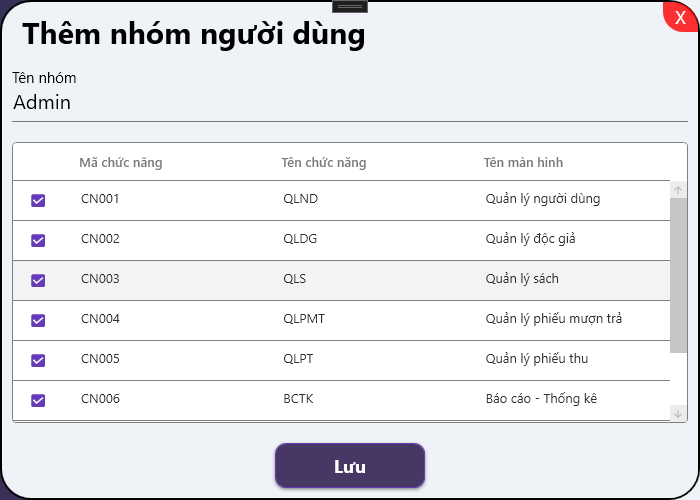 X
Thêm nhóm người dùng
Tên nhóm
Admin
Mã chức năng Tên chức năng Tên màn hình
CN001 QLND Quản lý người dùng
CN002 QLDG Quản lý độc giả
CN003 QLS Quản lý sách
CN004 QLPMT Quản lý phiếu mượn trả
CN005 QLPT Quản lý phiếu thu
CN006 BCTK Báo cáo - Thống kê
Lưu